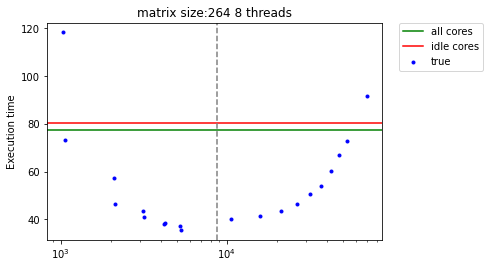 matrix size:264 8 threads
all cores
idle cores
true
Execution time
120
100
80
60
40
10³
10⁴